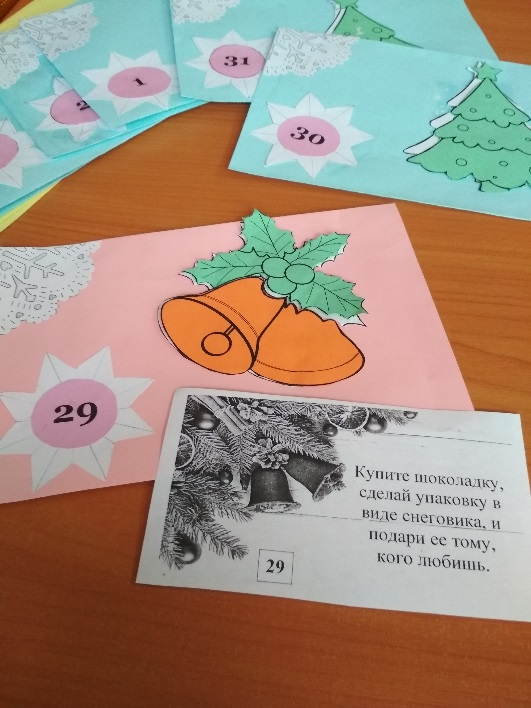 31
1
2
30
29
Купите шоколадку,
сделай упаковку в
виде снеговика, и
подари ее тому,
кого любишь.
29